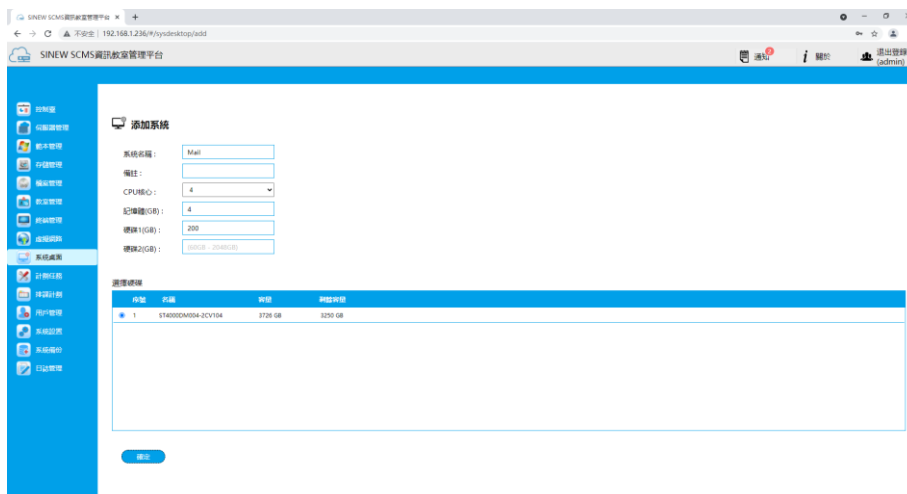 SINEW SCMS資訊教室管理平台
不安全 | 192.168.1.236/#/sysdesktop/add
SINEW SCMS資訊教室管理平台
通知 2
關於
退出登錄
(admin)
控制臺
伺服器管理
範本管理
存儲管理
檔案管理
教室管理
終端管理
虛擬網路
系統桌面
計劃任務
排課計劃
用戶管理
系統設置
系統備份
日誌管理
添加系統
系統名稱： Mail
備註：
CPU核心： 4
記憶體(GB)： 4
硬碟1(GB)： 200
硬碟2(GB)： (60GB - 2048GB)
選擇硬碟
序號 名稱 容量 剩餘容量
1 ST4000DM004-2CV104 3726 GB 3250 GB
確定